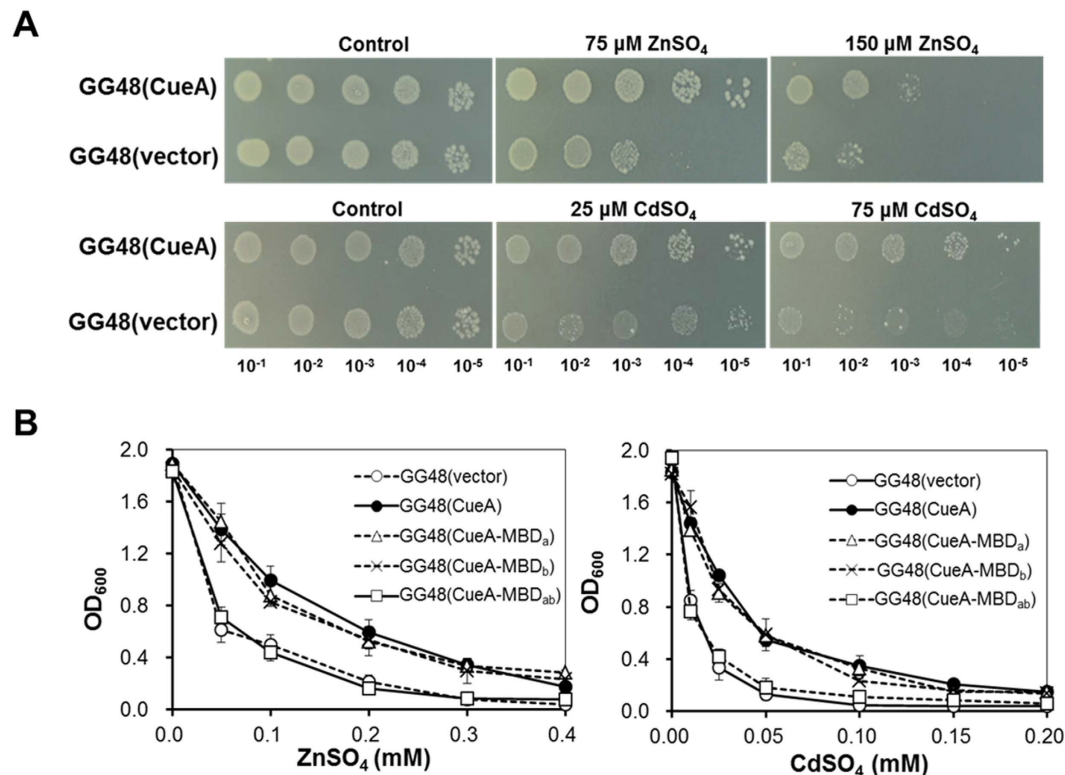 A
Control 75 µM ZnSO₄ 150 µM ZnSO₄
GG48(CueA)
GG48(vector)
Control 25 µM CdSO₄ 75 µM CdSO₄
GG48(CueA)
GG48(vector)
10⁻¹ 10⁻² 10⁻³ 10⁻⁴ 10⁻⁵ 10⁻¹ 10⁻² 10⁻³ 10⁻⁴ 10⁻⁵ 10⁻¹ 10⁻² 10⁻³ 10⁻⁴ 10⁻⁵
B
OD₆₀₀
2.0
1.6
1.2
0.8
0.4
0.0
GG48(vector)
GG48(CueA)
GG48(CueA-MBDₐ)
GG48(CueA-MBD_b)
GG48(CueA-MBD_ab)
0.0 0.1 0.2 0.3 0.4
ZnSO₄ (mM)
OD₆₀₀
2.0
1.6
1.2
0.8
0.4
0.0
GG48(vector)
GG48(CueA)
GG48(CueA-MBDₐ)
GG48(CueA-MBD_b)
GG48(CueA-MBD_ab)
0.00 0.05 0.10 0.15 0.20
CdSO₄ (mM)